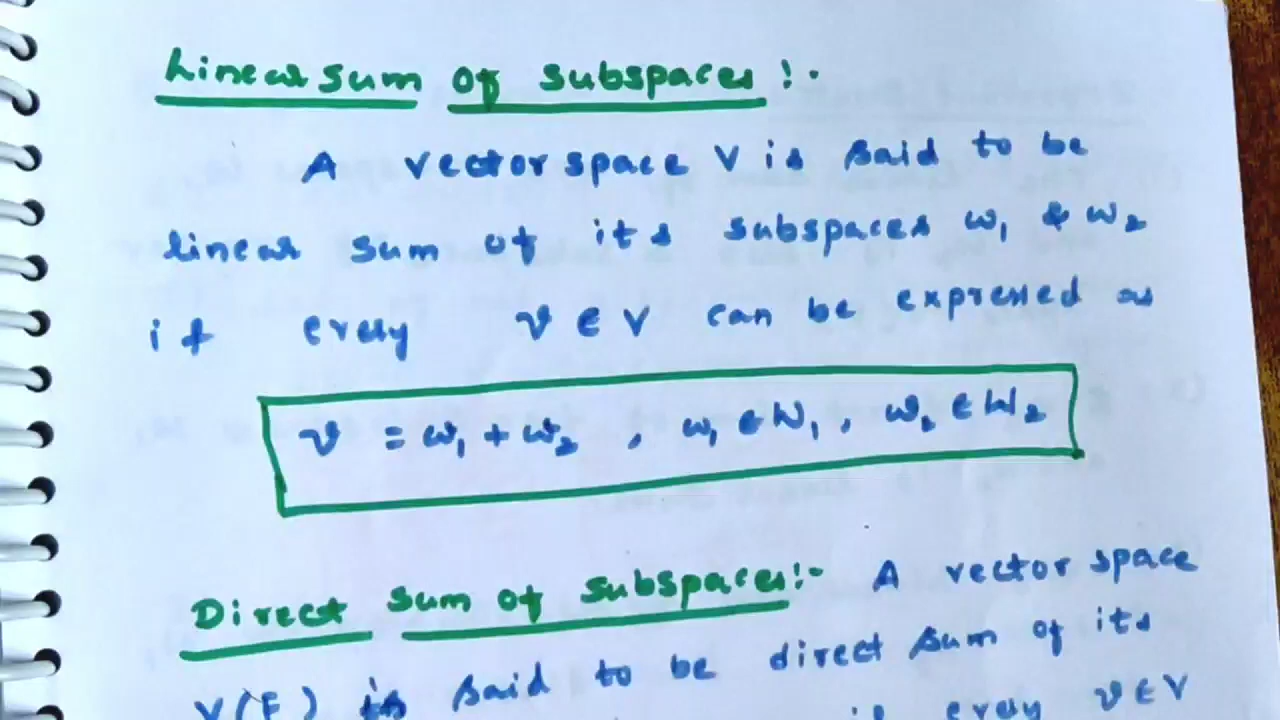 Linear sum of subspaces :-
A vector space V is said to be
linear sum of its subspaces w₁ & w₂
if every v ∈ V can be expressed as
v = w₁ + w₂ , w₁ ∈ W₁ , w₂ ∈ W₂
Direct sum of subspaces :- A vector space
V(F) is said to be direct sum of its
if every v ∈ V